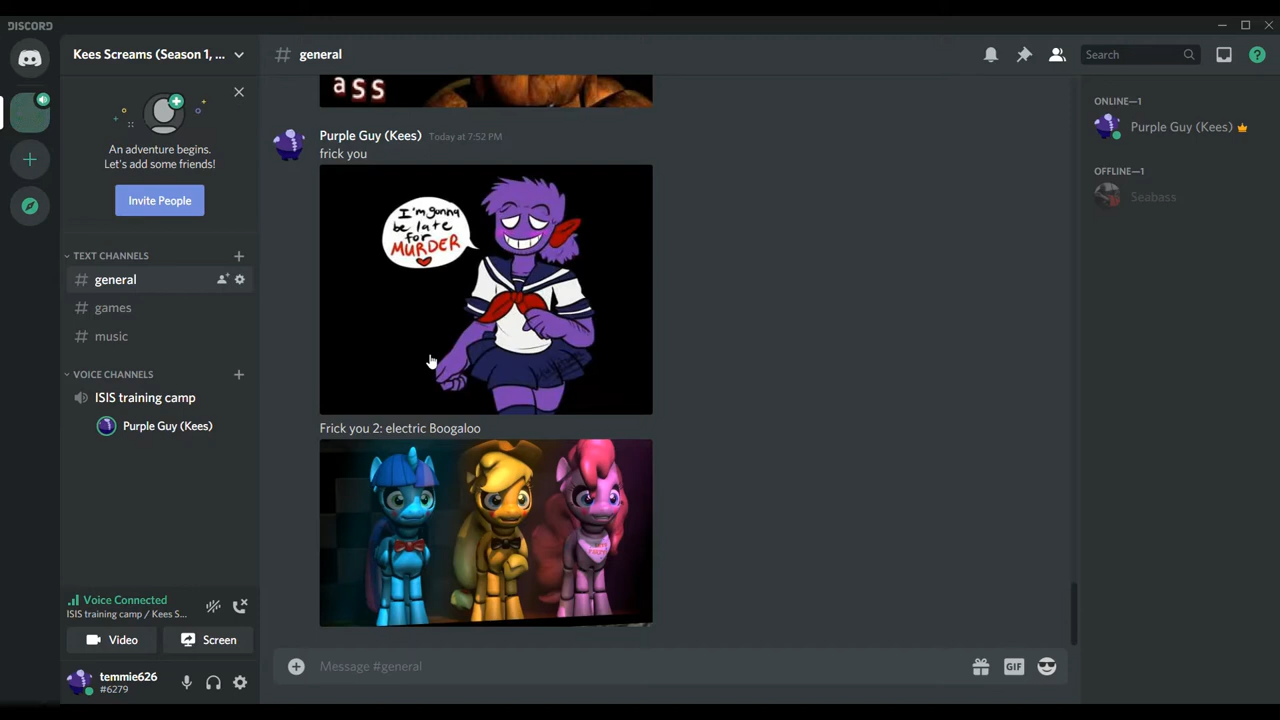 DISCORD
Kees Screams (Season 1, ...
general
Search
An adventure begins.
Let's add some friends!
Invite People
TEXT CHANNELS
general
games
music
VOICE CHANNELS
ISIS training camp
Purple Guy (Kees)
Voice Connected
ISIS training camp / Kees S...
Video
Screen
temmie626
#6279
ass
Purple Guy (Kees) Today at 7:52 PM
frick you
I'm gonna
be late
for
MURDER
Frick you 2: electric Boogaloo
Message #general
GIF
ONLINE—1
Purple Guy (Kees)
OFFLINE—1
Seabass